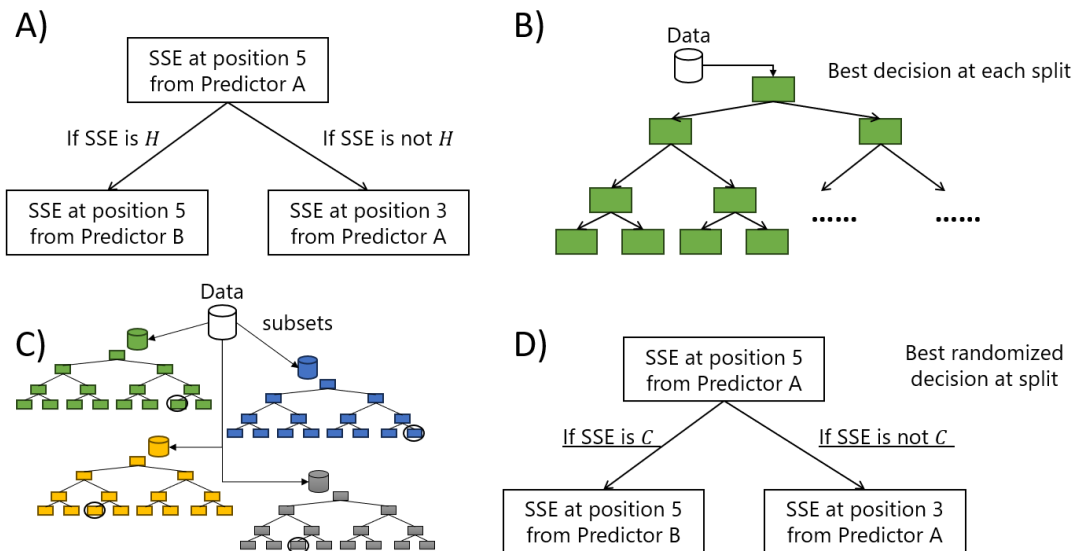 A)
SSE at position 5
from Predictor A
If SSE is H
If SSE is not H
SSE at position 5
from Predictor B
SSE at position 3
from Predictor A
B)
Data
Best decision at each split
......
......
C)
Data
subsets
D)
SSE at position 5
from Predictor A
Best randomized
decision at split
If SSE is C
If SSE is not C
SSE at position 5
from Predictor B
SSE at position 3
from Predictor A